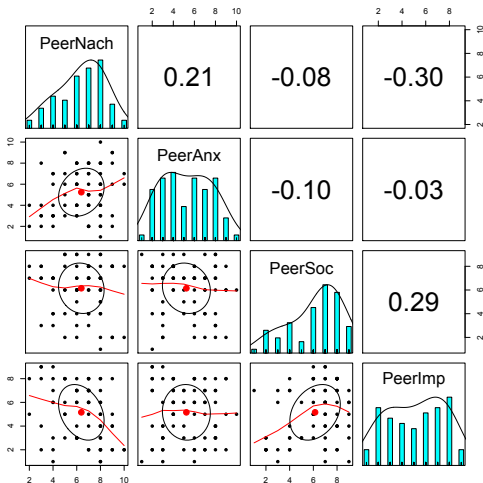 2 4 6 8 10
2 4 6 8
PeerNach
0.21
-0.08
-0.30
2 4 6 8 10
2 4 6 8 10
PeerAnx
-0.10
-0.03
PeerSoc
0.29
2 4 6 8
2 4 6 8
PeerImp
2 4 6 8 10
2 4 6 8